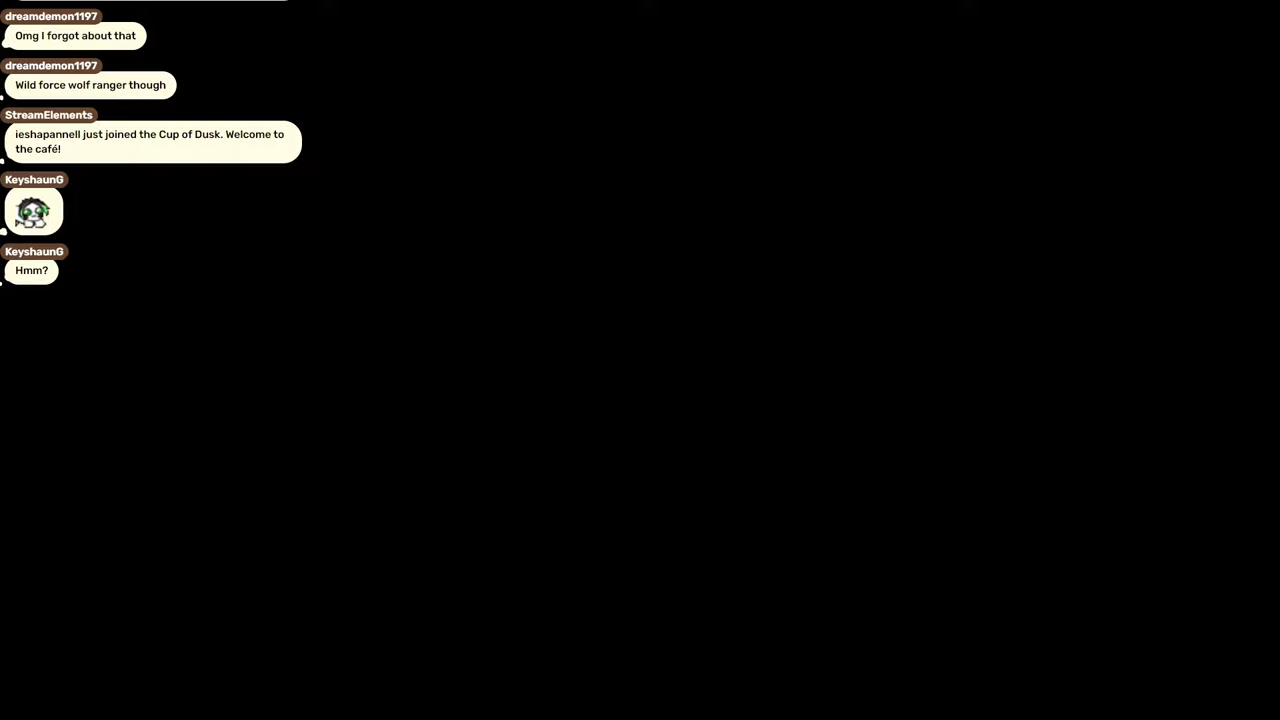 dreamdemon1197
Omg I forgot about that
dreamdemon1197
Wild force wolf ranger though
StreamElements
ieshapannell just joined the Cup of Dusk. Welcome to
the café!
KeyshaunG
KeyshaunG
Hmm?